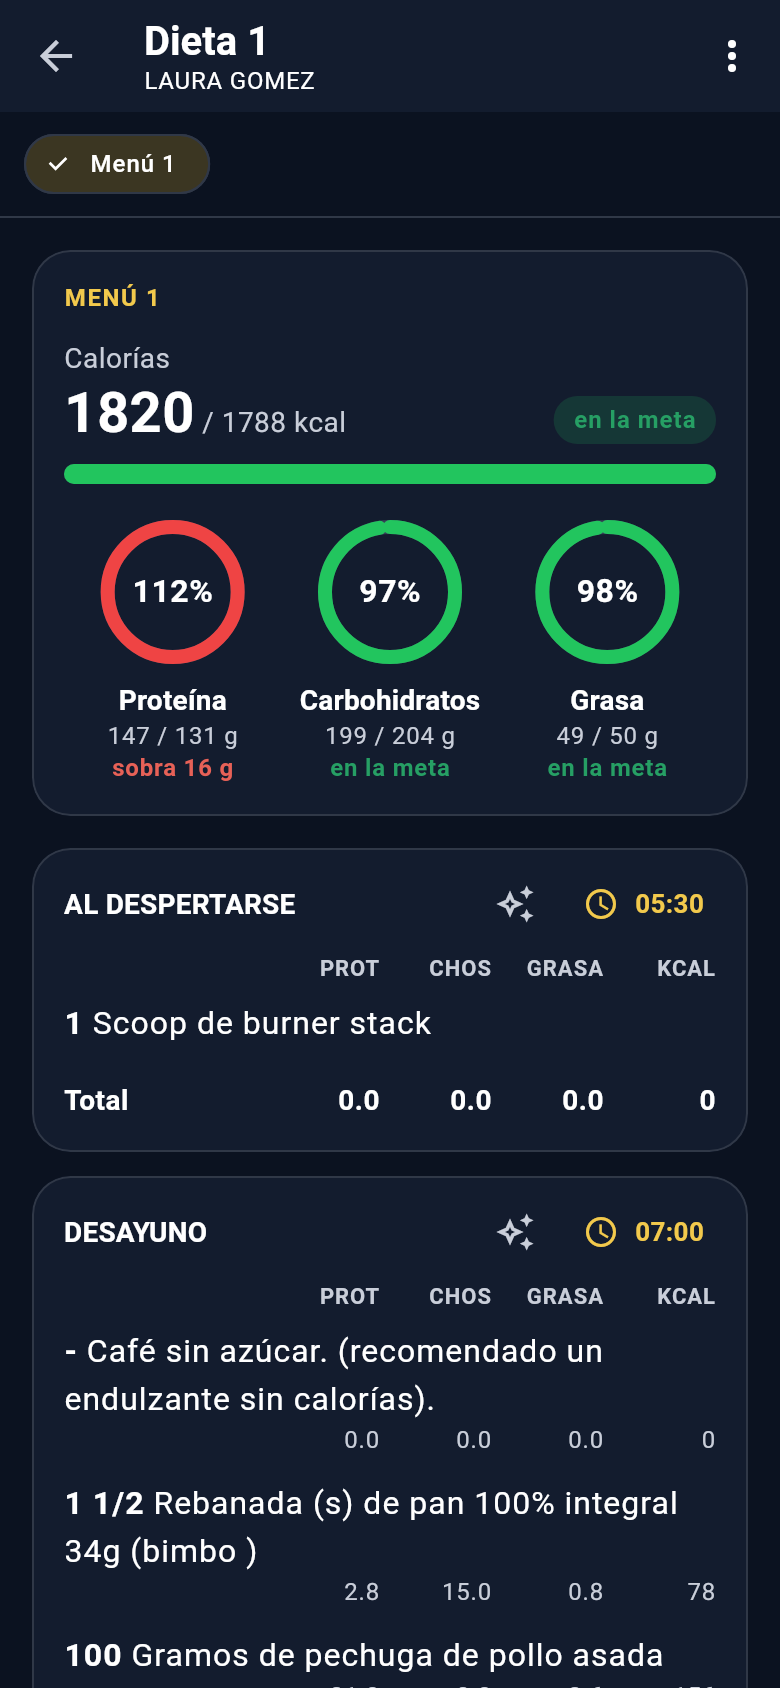 Dieta 1
LAURA GOMEZ
Menú 1
MENÚ 1
Calorías
1820 / 1788 kcal
en la meta
112%
97%
98%
Proteína
Carbohidratos
Grasa
147 / 131 g
199 / 204 g
49 / 50 g
sobra 16 g
en la meta
en la meta
AL DESPERTARSE
05:30
PROT CHOS GRASA KCAL
1 Scoop de burner stack
Total 0.0 0.0 0.0 0
DESAYUNO
07:00
PROT CHOS GRASA KCAL
- Café sin azúcar. (recomendado un
endulzante sin calorías).
0.0 0.0 0.0 0
1 1/2 Rebanada (s) de pan 100% integral
34g (bimbo )
2.8 15.0 0.8 78
100 Gramos de pechuga de pollo asada